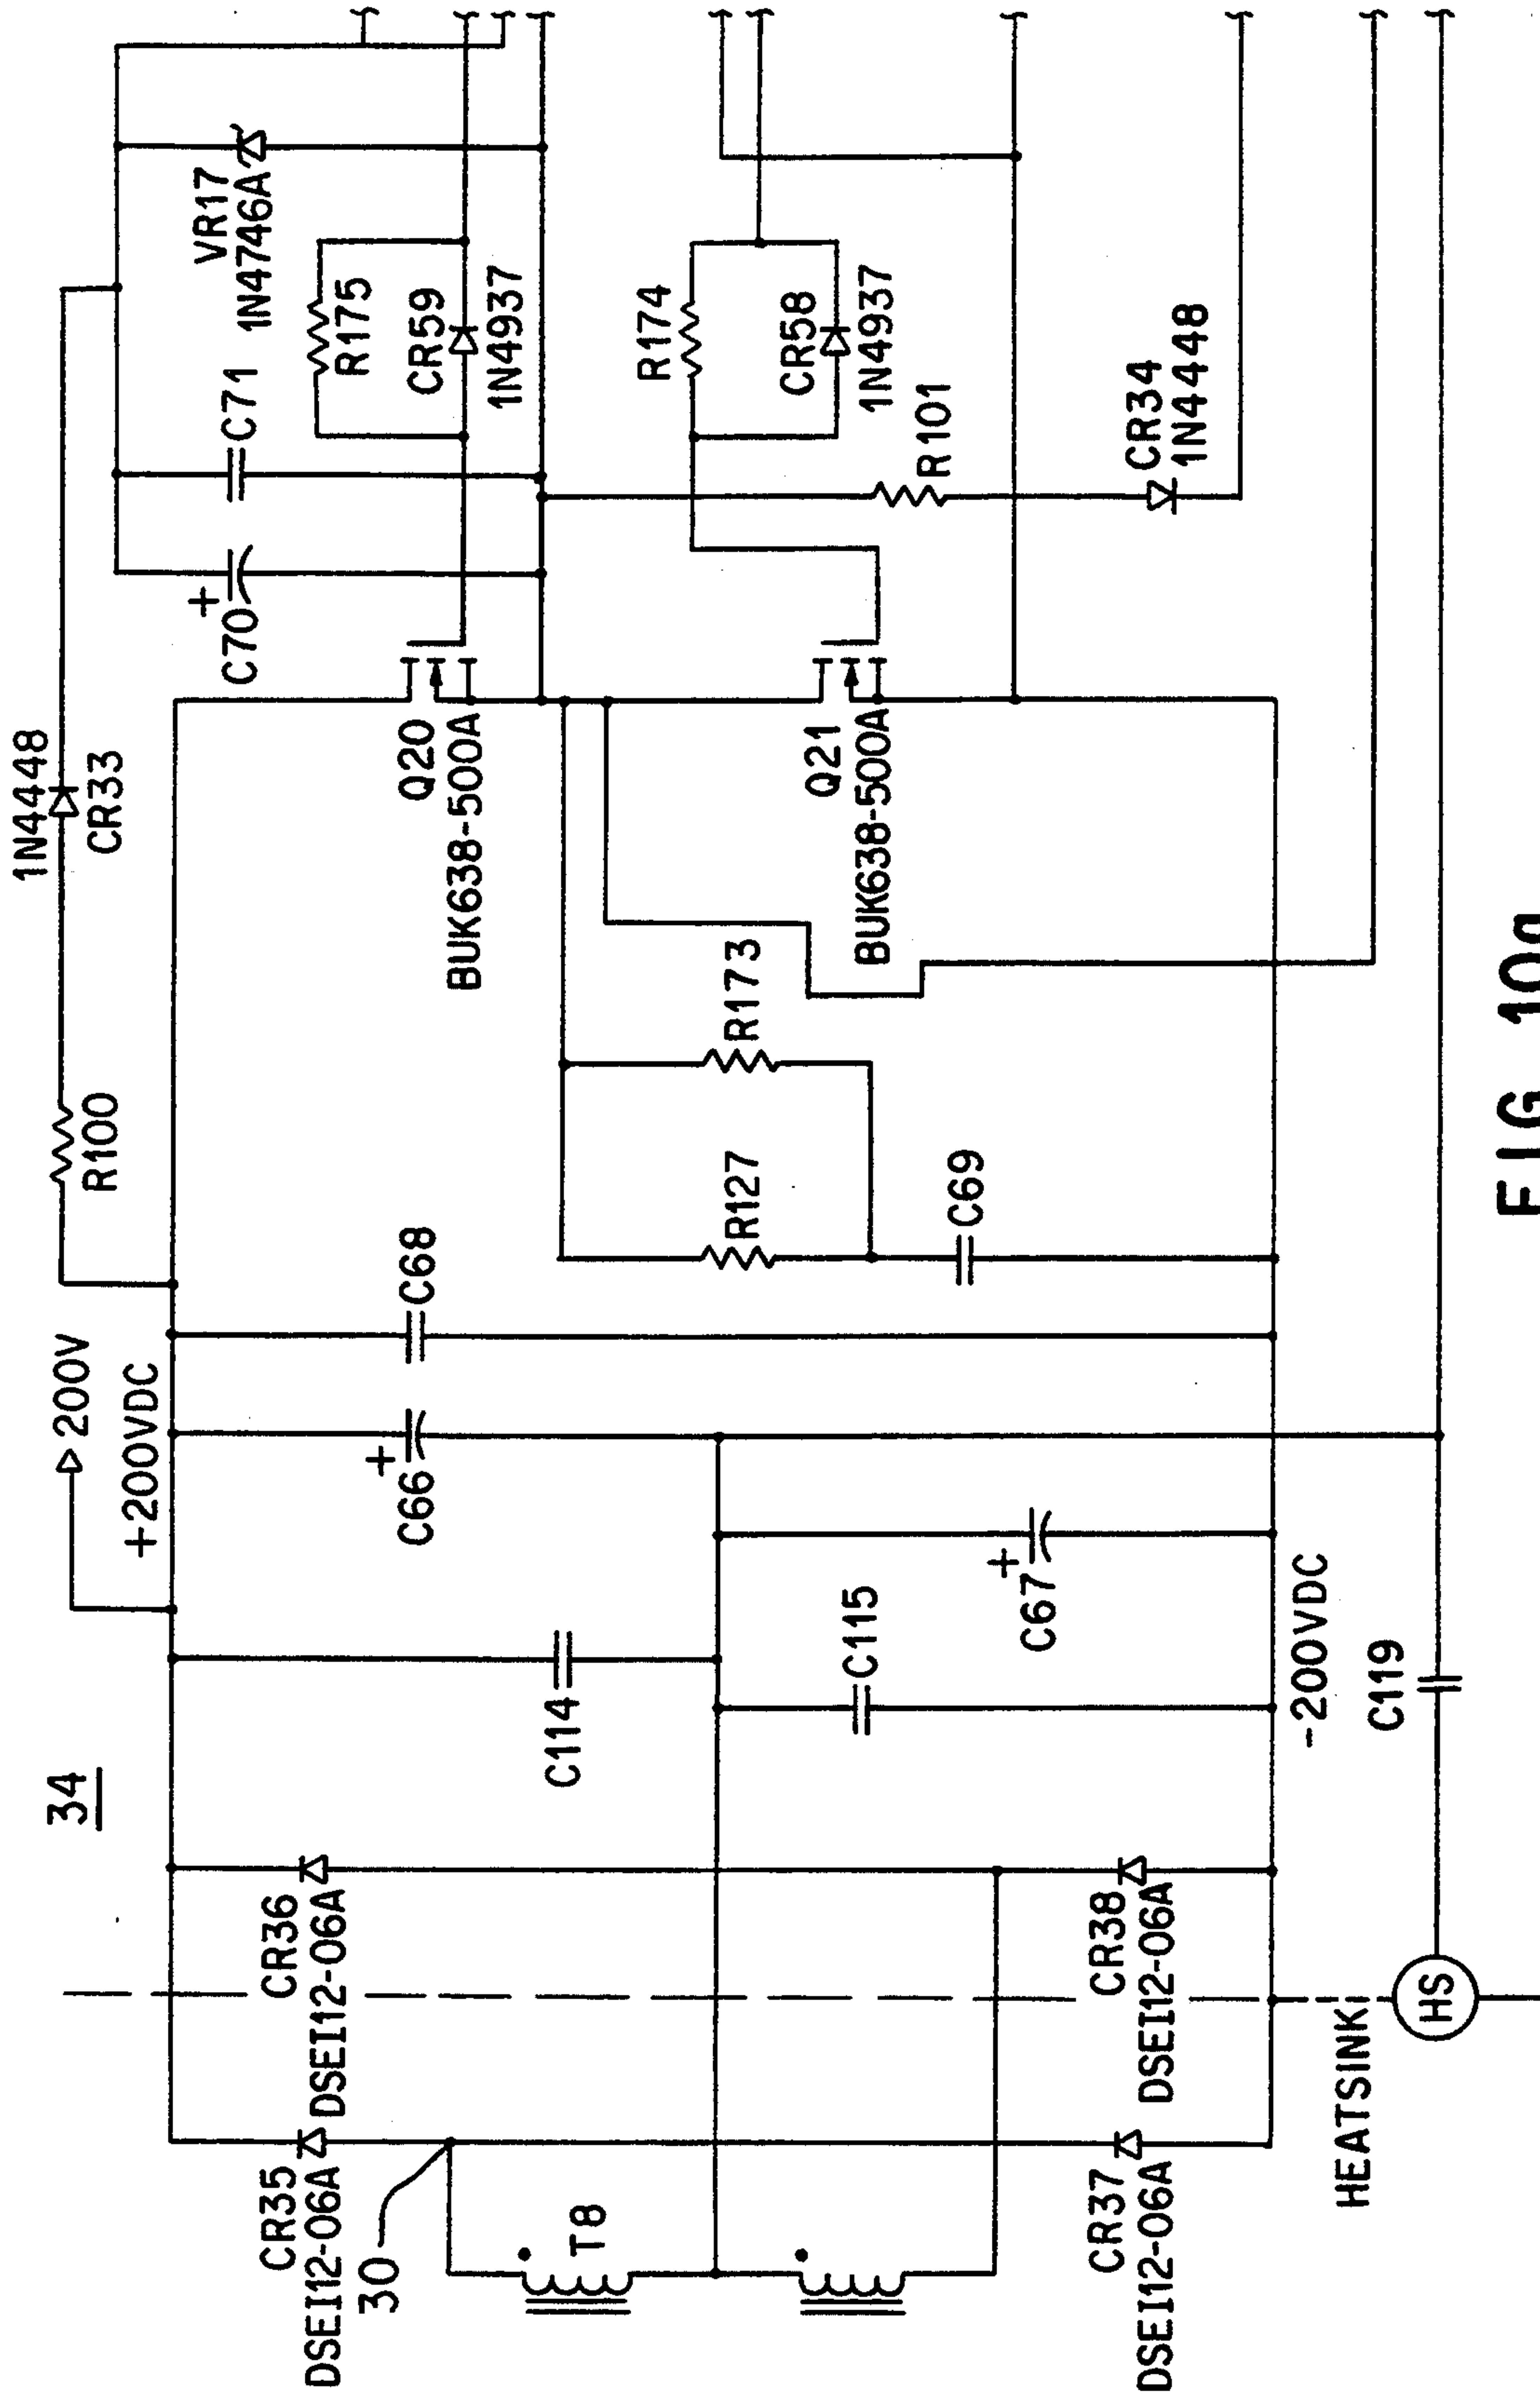 34
200V
+200VDC
R100
1N4448
CR33
C70
+
C71
VR17
1N4746A
R175
CR59
1N4937
R174
CR58
1N4937
R101
CR34
1N4448
Q20
BUK638-500A
Q21
BUK638-500A
R173
R127
C69
C68
+
C66
+
C67
C114
C115
-200VDC
C119
CR36
DSEI12-06A
CR38
DSEI12-06A
CR35
DSEI12-06A
30
T8
CR37
DSEI12-06A
HEATSINK
HS
FIG. 10a